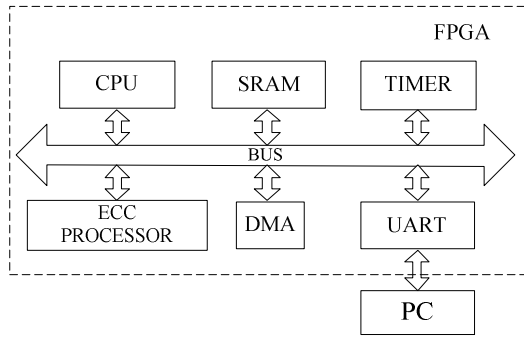 FPGA
CPU
SRAM
TIMER
BUS
ECC
PROCESSOR
DMA
UART
PC